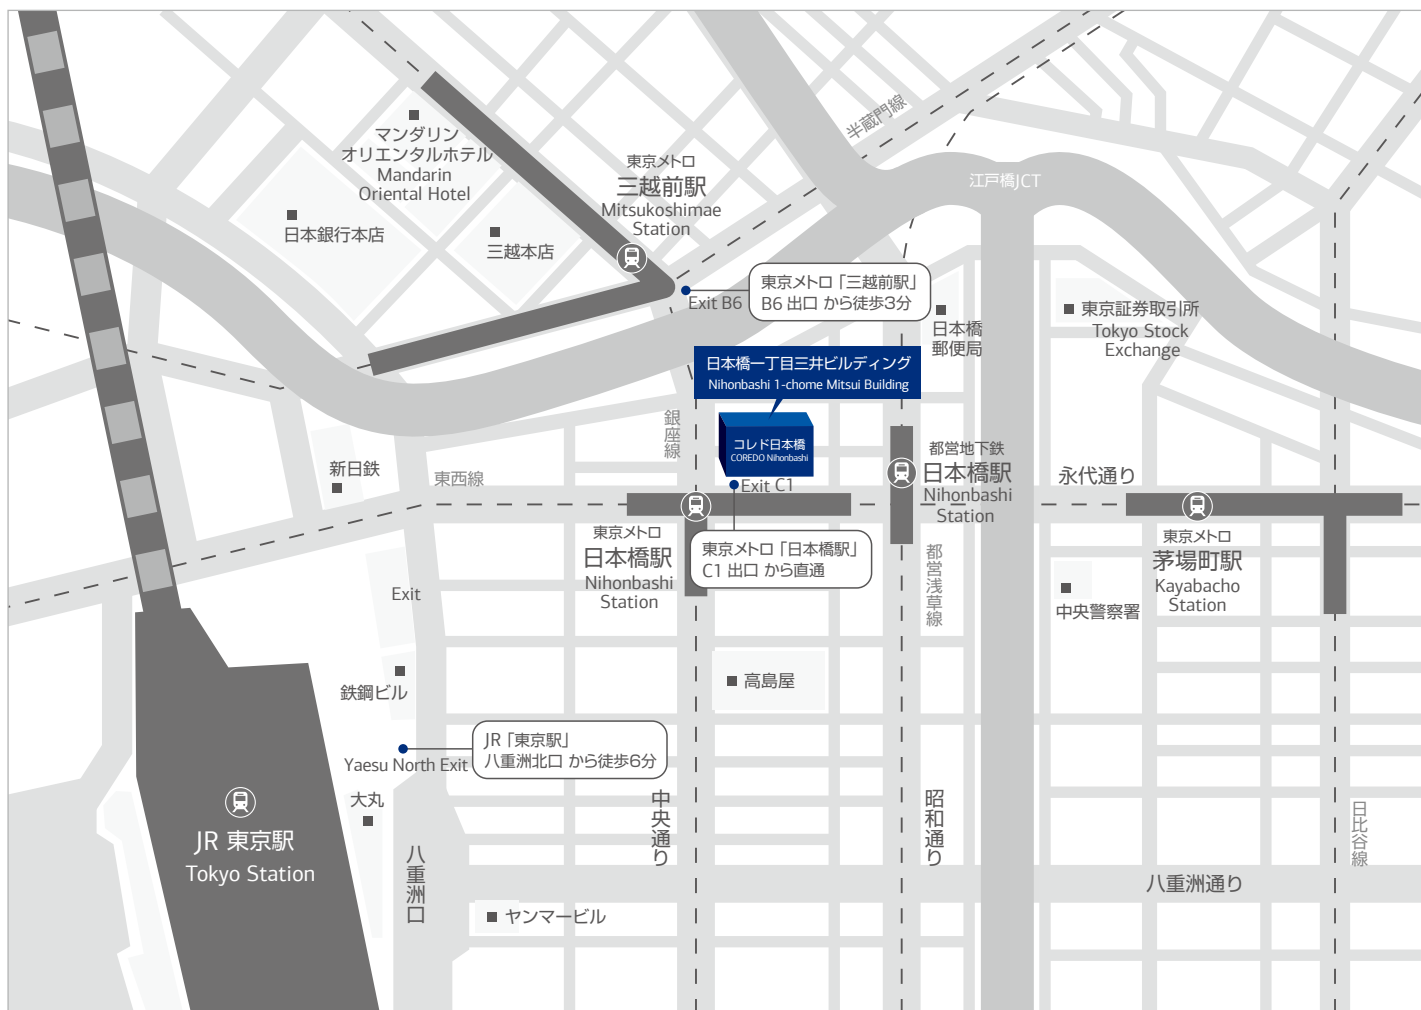 半蔵門線
マンダリン
オリエンタルホテル
Mandarin
Oriental Hotel
東京メトロ
三越前駅
Mitsukoshimae
Station
江戸橋JCT
日本銀行本店
三越本店
Exit B6
東京メトロ「三越前駅」
B6 出口 から徒歩3分
日本橋
郵便局
東京証券取引所
Tokyo Stock
Exchange
日本橋一丁目三井ビルディング
Nihonbashi 1-chome Mitsui Building
銀座線
コレド日本橋
COREDO Nihonbashi
新日鉄
東西線
Exit C1
都営地下鉄
日本橋駅
Nihonbashi
Station
永代通り
東京メトロ
日本橋駅
Nihonbashi
Station
東京メトロ「日本橋駅」
C1 出口 から直通
都営浅草線
東京メトロ
茅場町駅
Kayabacho
Station
中央警察署
Exit
鉄鋼ビル
高島屋
JR「東京駅」
八重洲北口 から徒歩6分
Yaesu North Exit
大丸
JR 東京駅
Tokyo Station
八重洲口
中央通り
昭和通り
日比谷線
八重洲通り
ヤンマービル